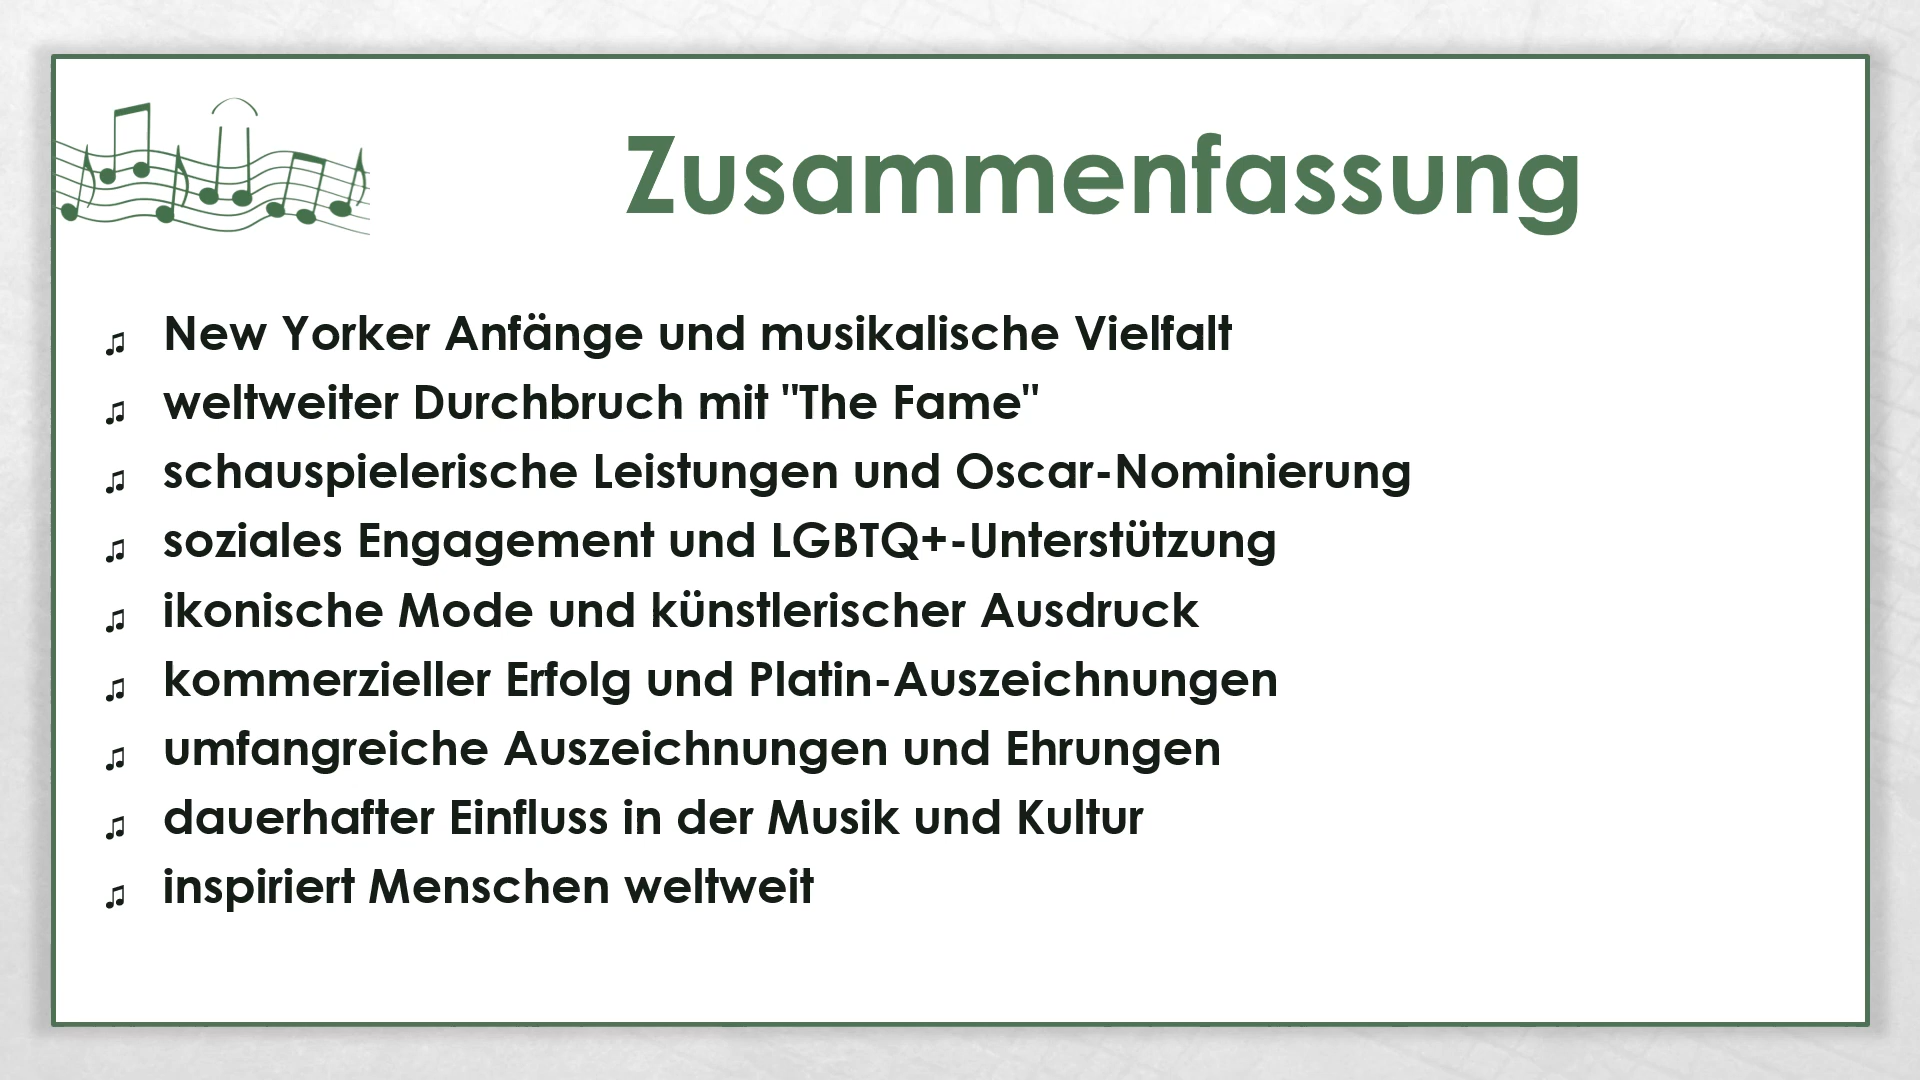 Zusammenfassung
♫ New Yorker Anfänge und musikalische Vielfalt
♫ weltweiter Durchbruch mit "The Fame"
♫ schauspielerische Leistungen und Oscar-Nominierung
♫ soziales Engagement und LGBTQ+-Unterstützung
♫ ikonische Mode und künstlerischer Ausdruck
♫ kommerzieller Erfolg und Platin-Auszeichnungen
♫ umfangreiche Auszeichnungen und Ehrungen
♫ dauerhafter Einfluss in der Musik und Kultur
♫ inspiriert Menschen weltweit